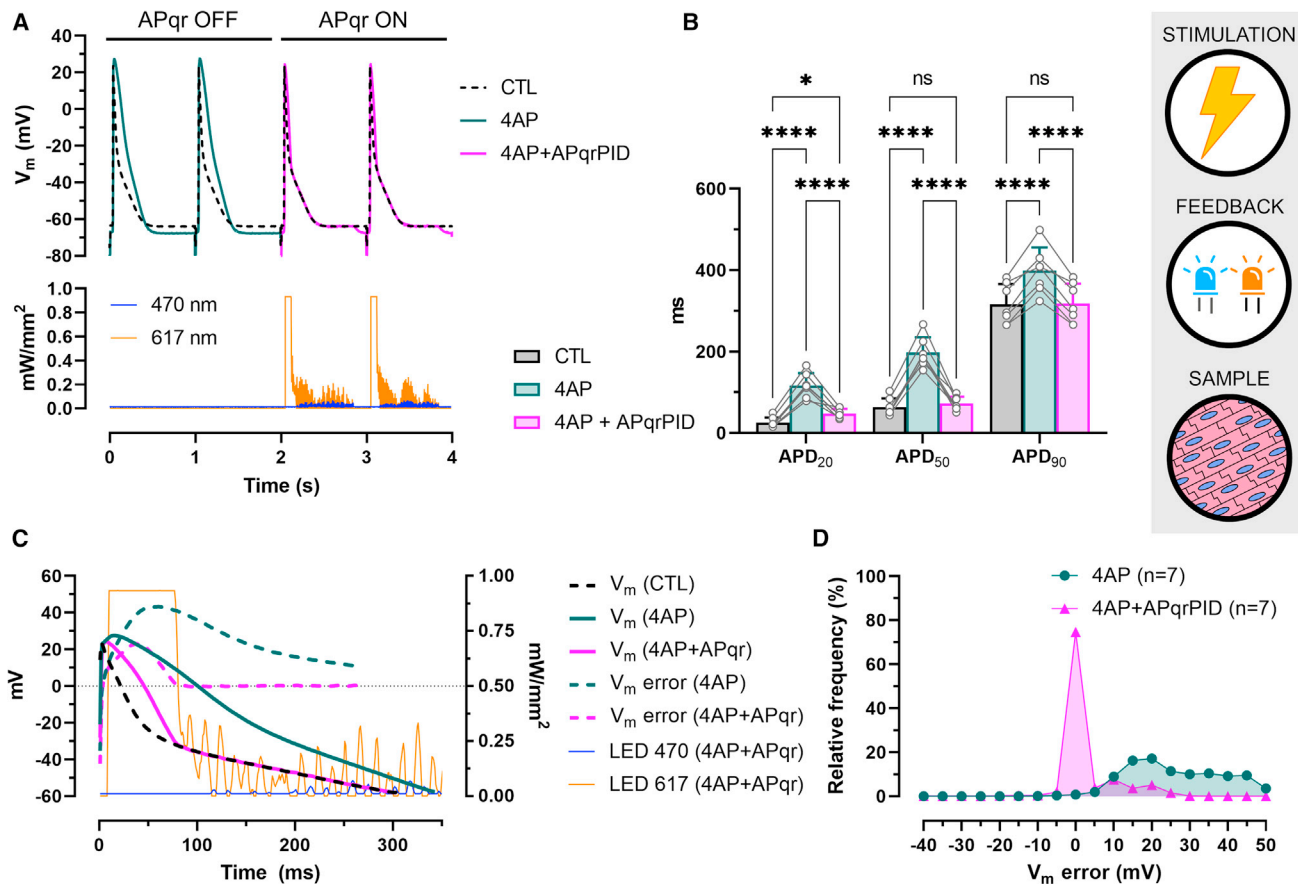 A
APqr OFF
APqr ON
40
20
0
-20
-40
-60
-80
Vm (mV)
CTL
4AP
4AP+APqrPID
1.0
0.8
0.6
0.4
0.2
0.0
mW/mm2
470 nm
617 nm
0
1
2
3
4
Time (s)
CTL
4AP
4AP + APqrPID
B
*
ns
ns
****
****
****
****
****
****
600
400
200
0
ms
APD20
APD50
APD90
STIMULATION
FEEDBACK
SAMPLE
C
60
40
20
0
-20
-40
-60
mV
1.00
0.75
0.50
0.25
0.00
mW/mm2
0
100
200
300
Time (ms)
Vm (CTL)
Vm (4AP)
Vm (4AP+APqr)
Vm error (4AP)
Vm error (4AP+APqr)
LED 470 (4AP+APqr)
LED 617 (4AP+APqr)
D
4AP (n=7)
4AP+APqrPID (n=7)
100
80
60
40
20
0
Relative frequency (%)
-40
-30
-20
-10
0
10
20
30
40
50
Vm error (mV)